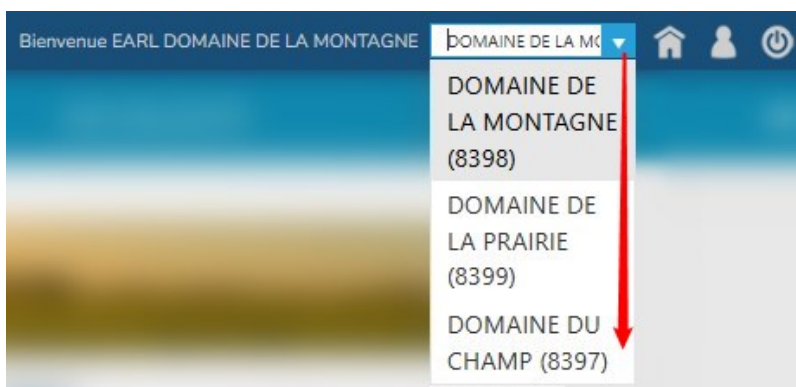 Bienvenue EARL DOMAINE DE LA MONTAGNE
DOMAINE DE LA
DOMAINE DE
LA MONTAGNE
(8398)
DOMAINE DE
LA PRAIRIE
(8399)
DOMAINE DU
CHAMP (8397)